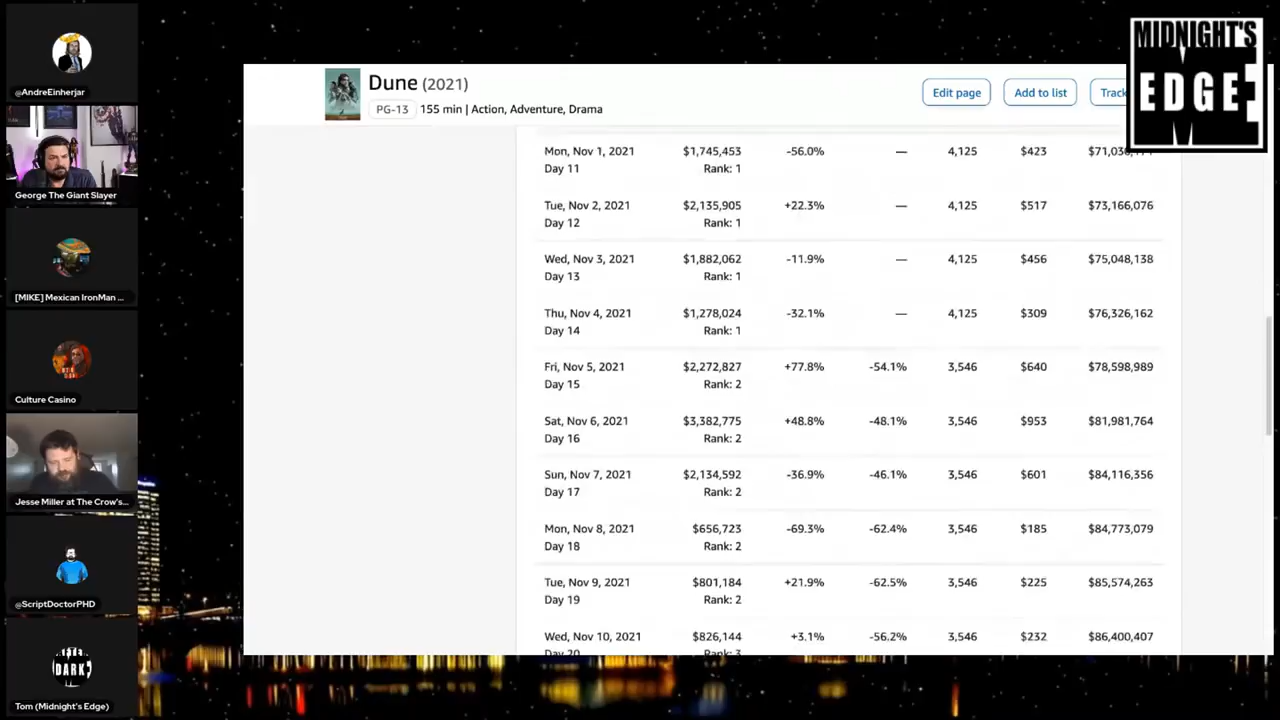 @AndreEinherjar
George The Giant Slayer
[MIKE] Mexican IronMan ...
Culture Casino
Jesse Miller at The Crow's...
@ScriptDoctorPHD
DARK
Tom (Midnight's Edge)
MIDNIGHT'S
EDGE
Dune (2021)
PG-13 155 min | Action, Adventure, Drama
Edit page
Add to list
Track
Mon, Nov 1, 2021 $1,745,453 -56.0% — 4,125 $423
Day 11 Rank: 1
Tue, Nov 2, 2021 $2,135,905 +22.3% — 4,125 $517 $73,166,076
Day 12 Rank: 1
Wed, Nov 3, 2021 $1,882,062 -11.9% — 4,125 $456 $75,048,138
Day 13 Rank: 1
Thu, Nov 4, 2021 $1,278,024 -32.1% — 4,125 $309 $76,326,162
Day 14 Rank: 1
Fri, Nov 5, 2021 $2,272,827 +77.8% -54.1% 3,546 $640 $78,598,989
Day 15 Rank: 2
Sat, Nov 6, 2021 $3,382,775 +48.8% -48.1% 3,546 $953 $81,981,764
Day 16 Rank: 2
Sun, Nov 7, 2021 $2,134,592 -36.9% -46.1% 3,546 $601 $84,116,356
Day 17 Rank: 2
Mon, Nov 8, 2021 $656,723 -69.3% -62.4% 3,546 $185 $84,773,079
Day 18 Rank: 2
Tue, Nov 9, 2021 $801,184 +21.9% -62.5% 3,546 $225 $85,574,263
Day 19 Rank: 2
Wed, Nov 10, 2021 $826,144 +3.1% -56.2% 3,546 $232 $86,400,407
Day 20 Rank: 3